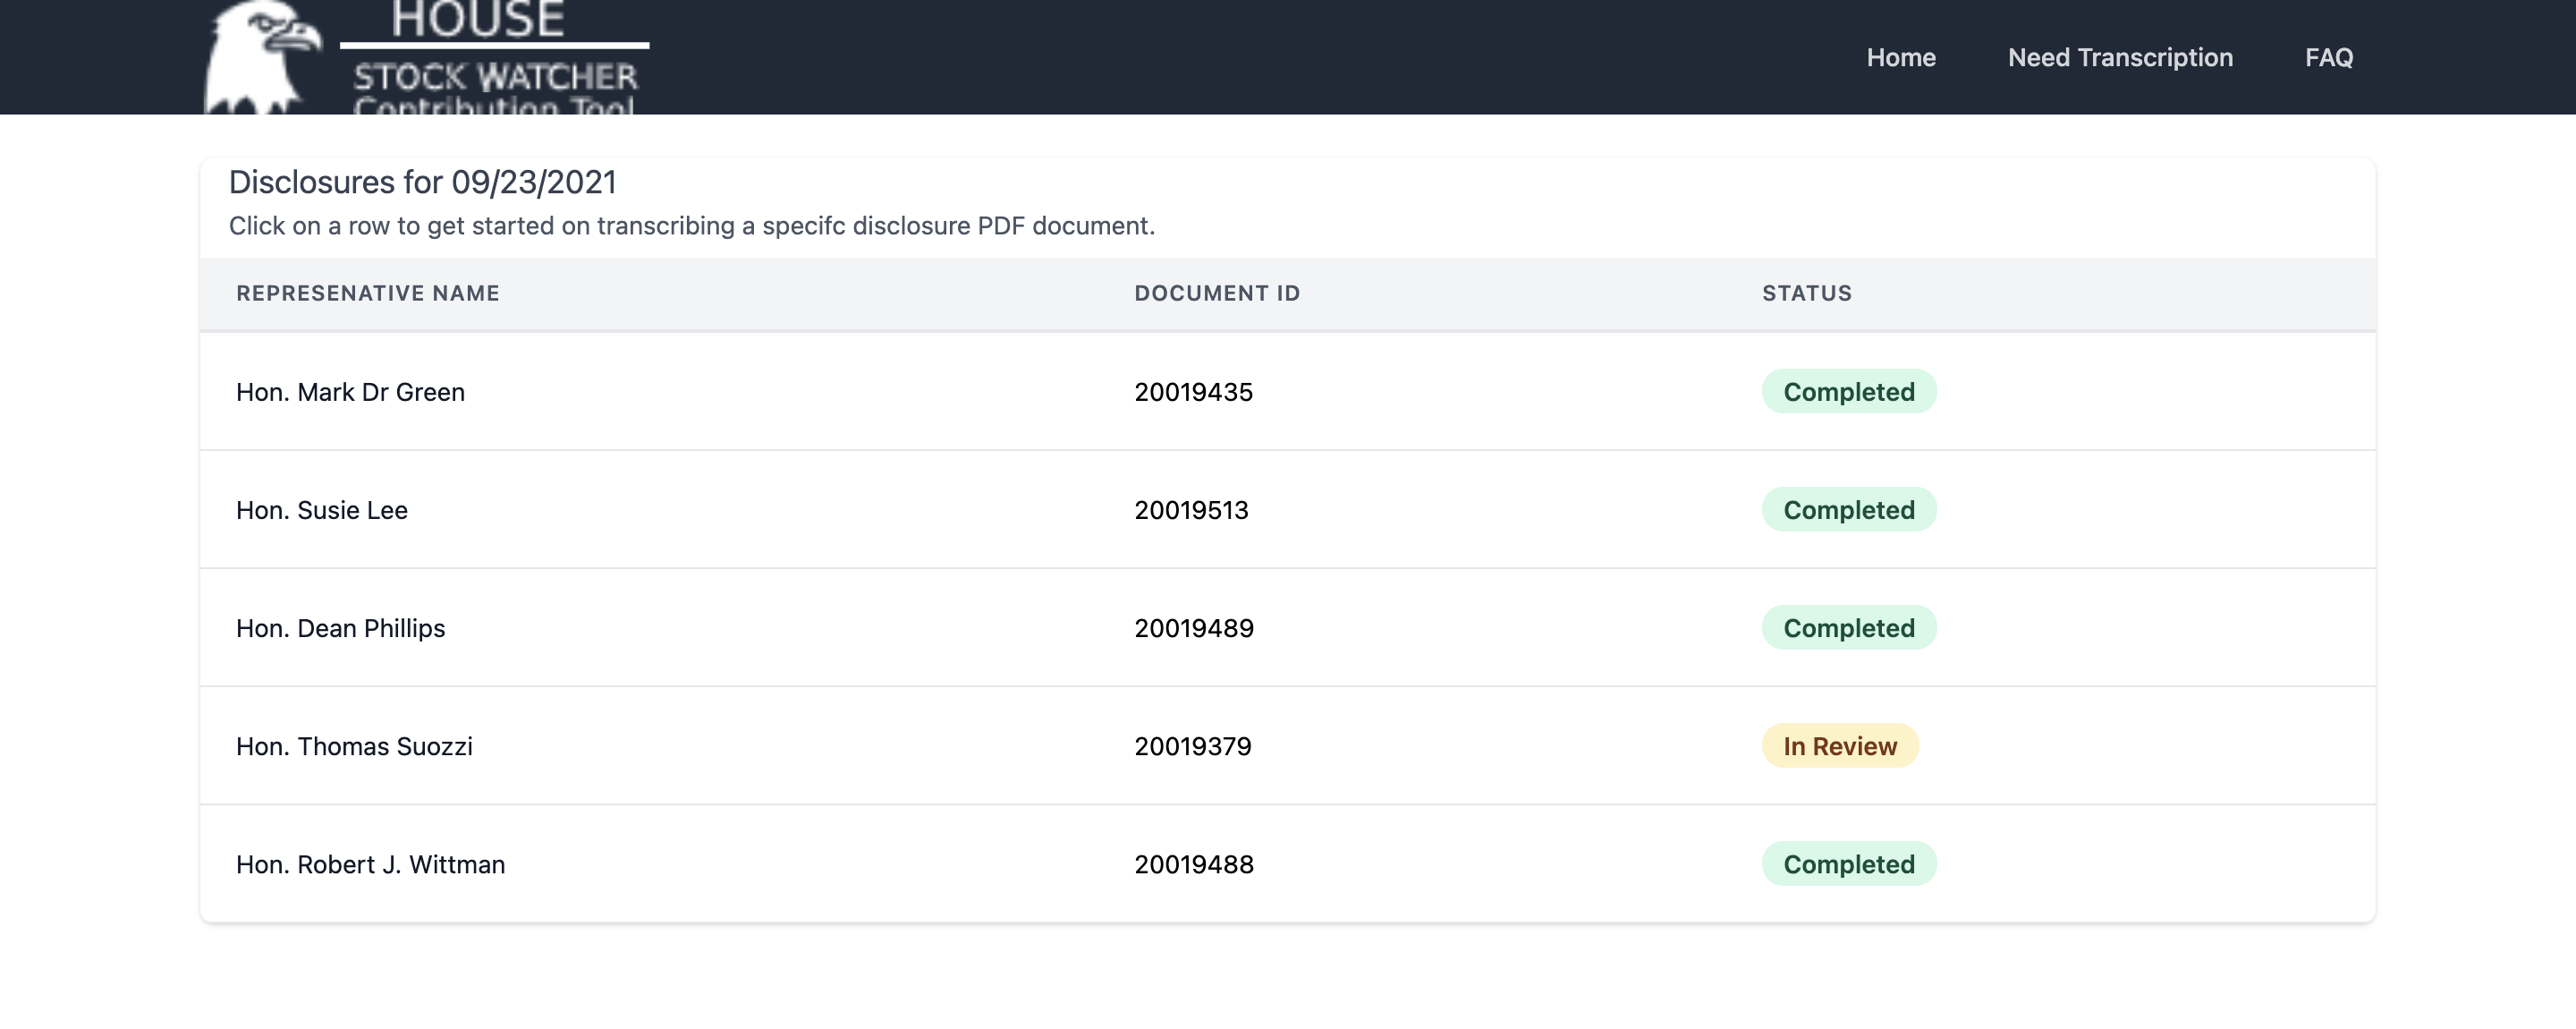 HOUSE
STOCK WATCHER
Contribution Tool
Home Need Transcription FAQ
Disclosures for 09/23/2021
Click on a row to get started on transcribing a specifc disclosure PDF document.
REPRESENATIVE NAME DOCUMENT ID STATUS
Hon. Mark Dr Green 20019435 Completed
Hon. Susie Lee 20019513 Completed
Hon. Dean Phillips 20019489 Completed
Hon. Thomas Suozzi 20019379 In Review
Hon. Robert J. Wittman 20019488 Completed